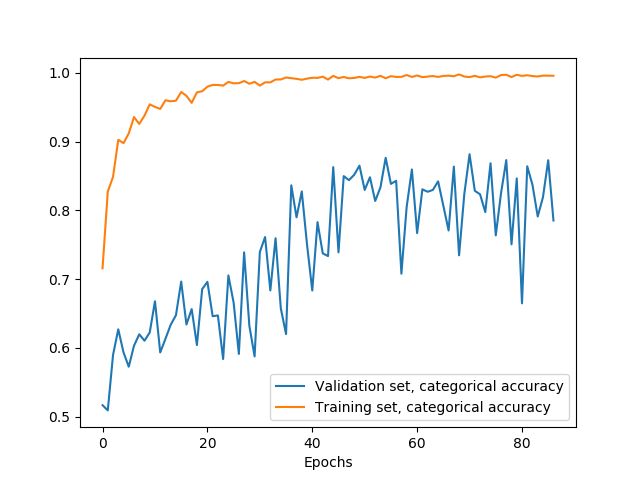 1.0
0.9
0.8
0.7
0.6
0.5
Validation set, categorical accuracy
Training set, categorical accuracy
0 20 40 60 80
Epochs